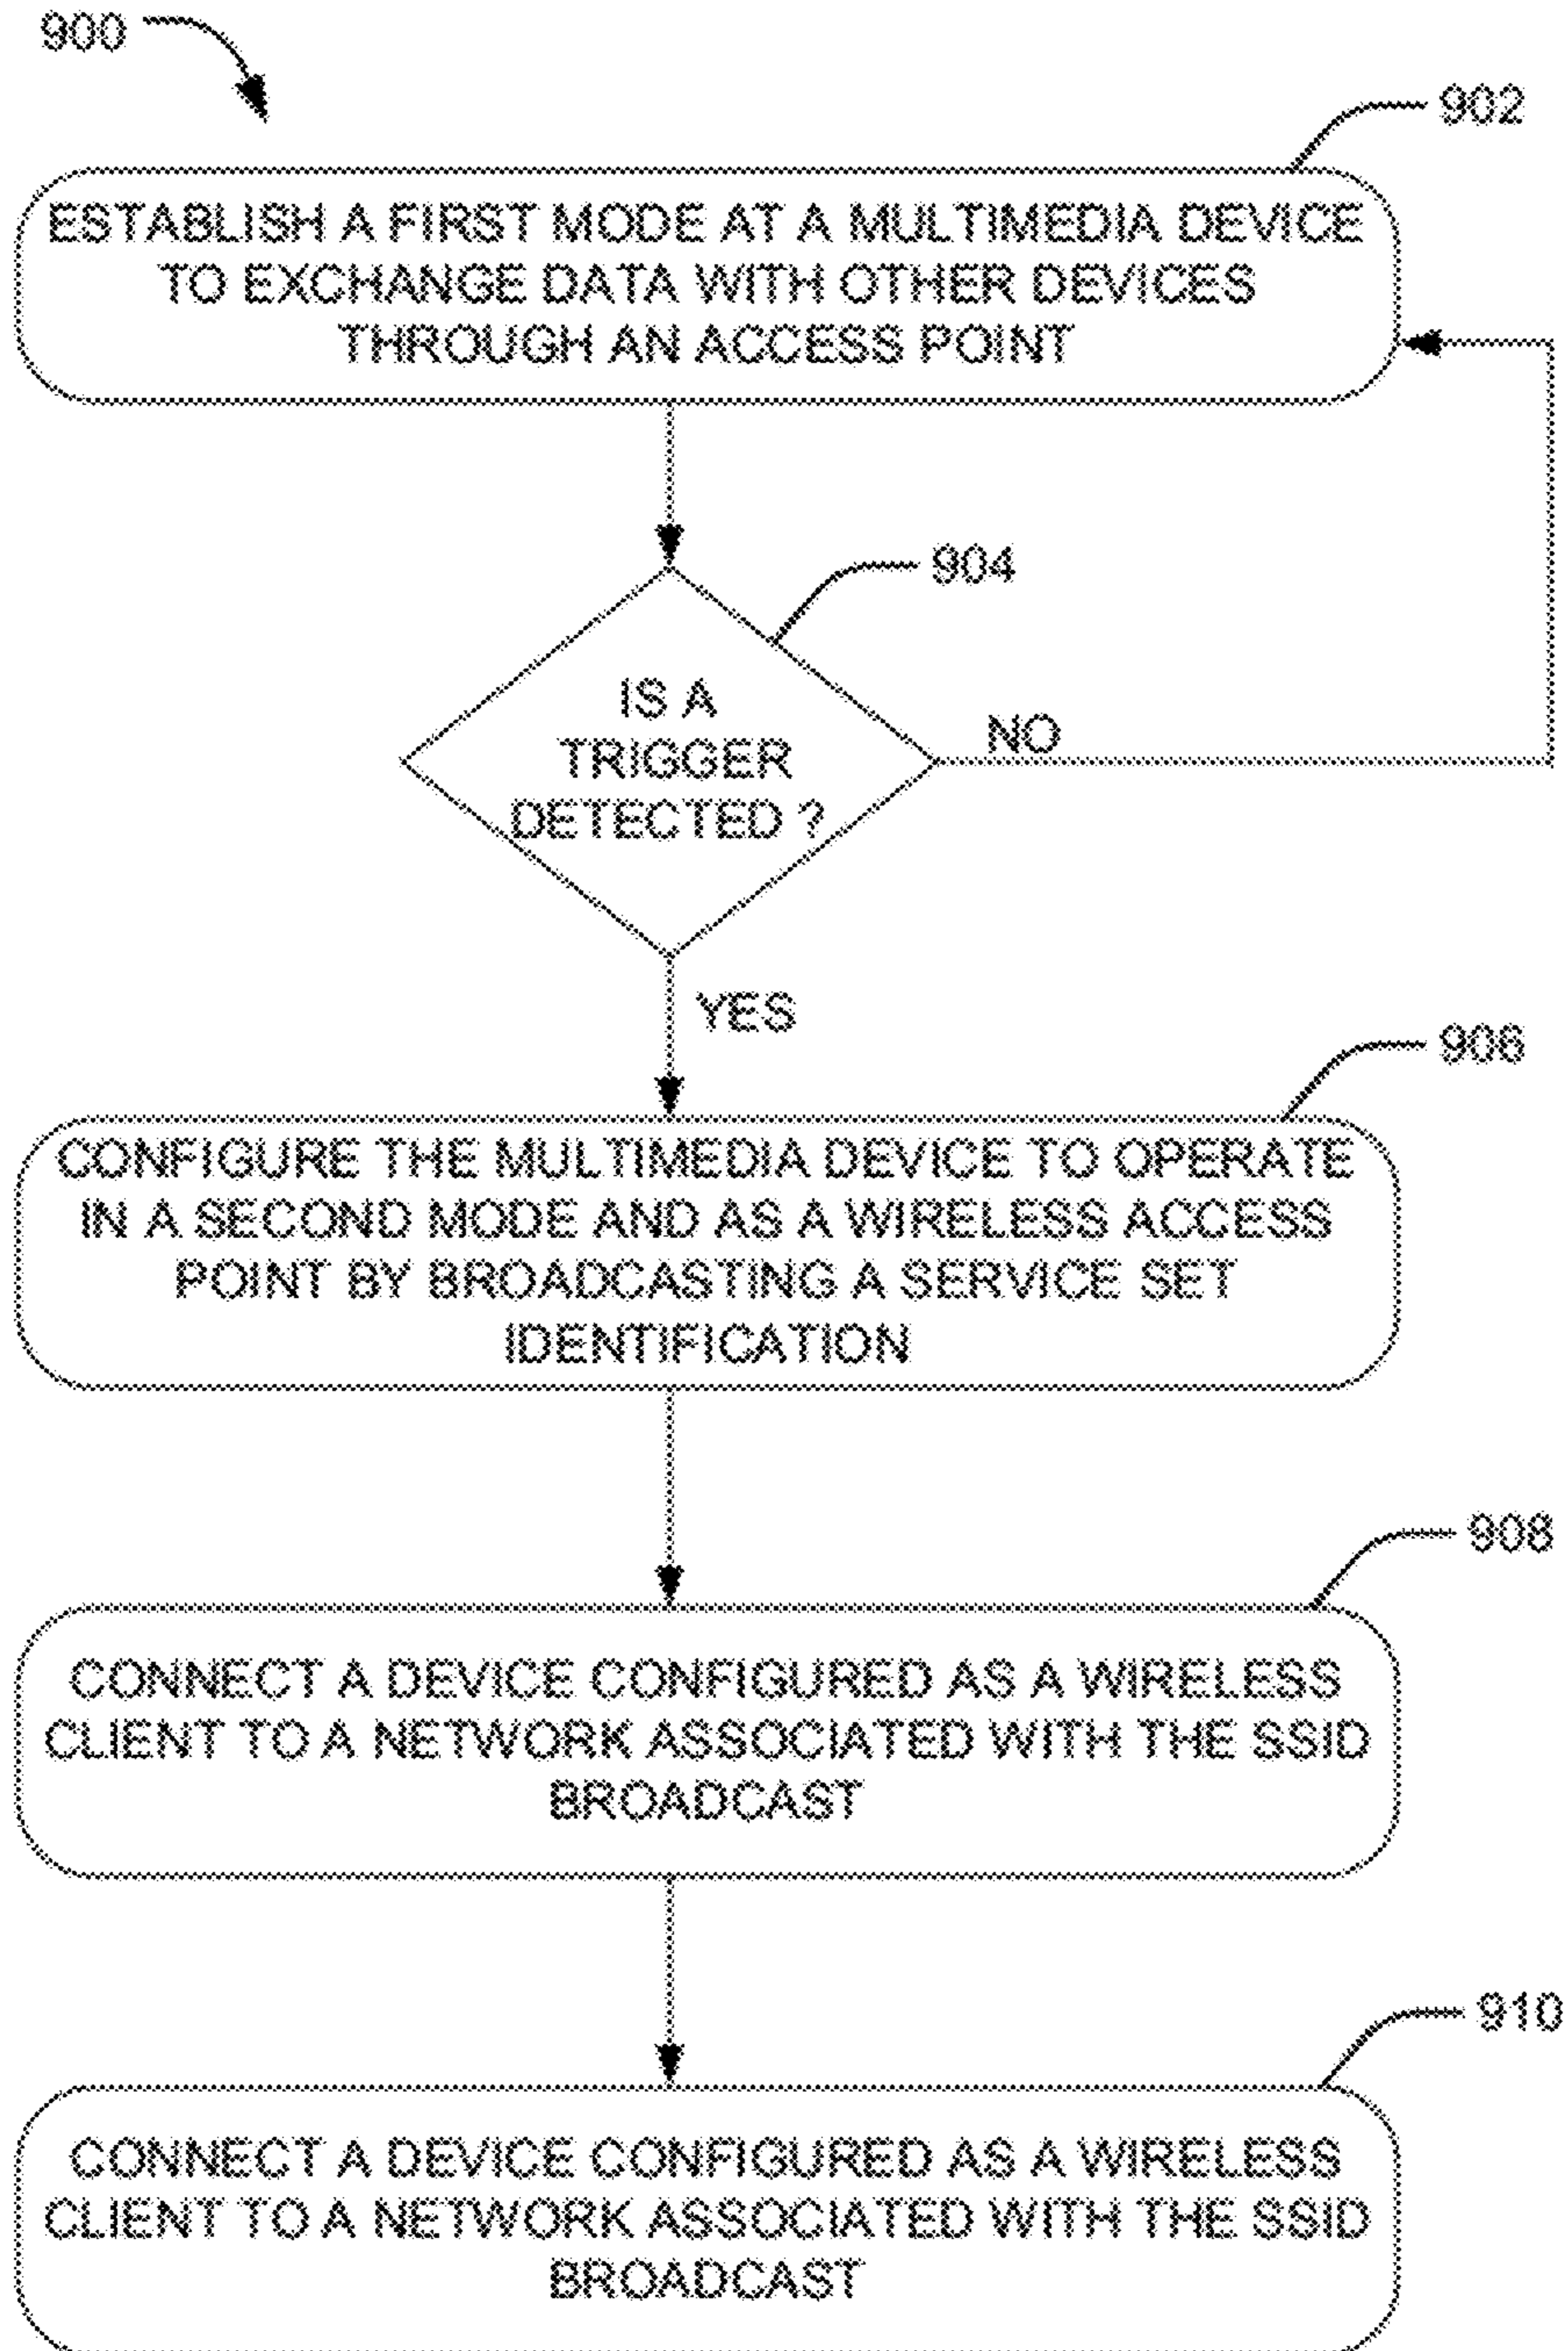 900
902
ESTABLISH A FIRST MODE AT A MULTIMEDIA DEVICE
TO EXCHANGE DATA WITH OTHER DEVICES
THROUGH AN ACCESS POINT
904
IS A
TRIGGER
DETECTED ?
NO
YES
906
CONFIGURE THE MULTIMEDIA DEVICE TO OPERATE
IN A SECOND MODE AND AS A WIRELESS ACCESS
POINT BY BROADCASTING A SERVICE SET
IDENTIFICATION
908
CONNECT A DEVICE CONFIGURED AS A WIRELESS
CLIENT TO A NETWORK ASSOCIATED WITH THE SSID
BROADCAST
910
CONNECT A DEVICE CONFIGURED AS A WIRELESS
CLIENT TO A NETWORK ASSOCIATED WITH THE SSID
BROADCAST